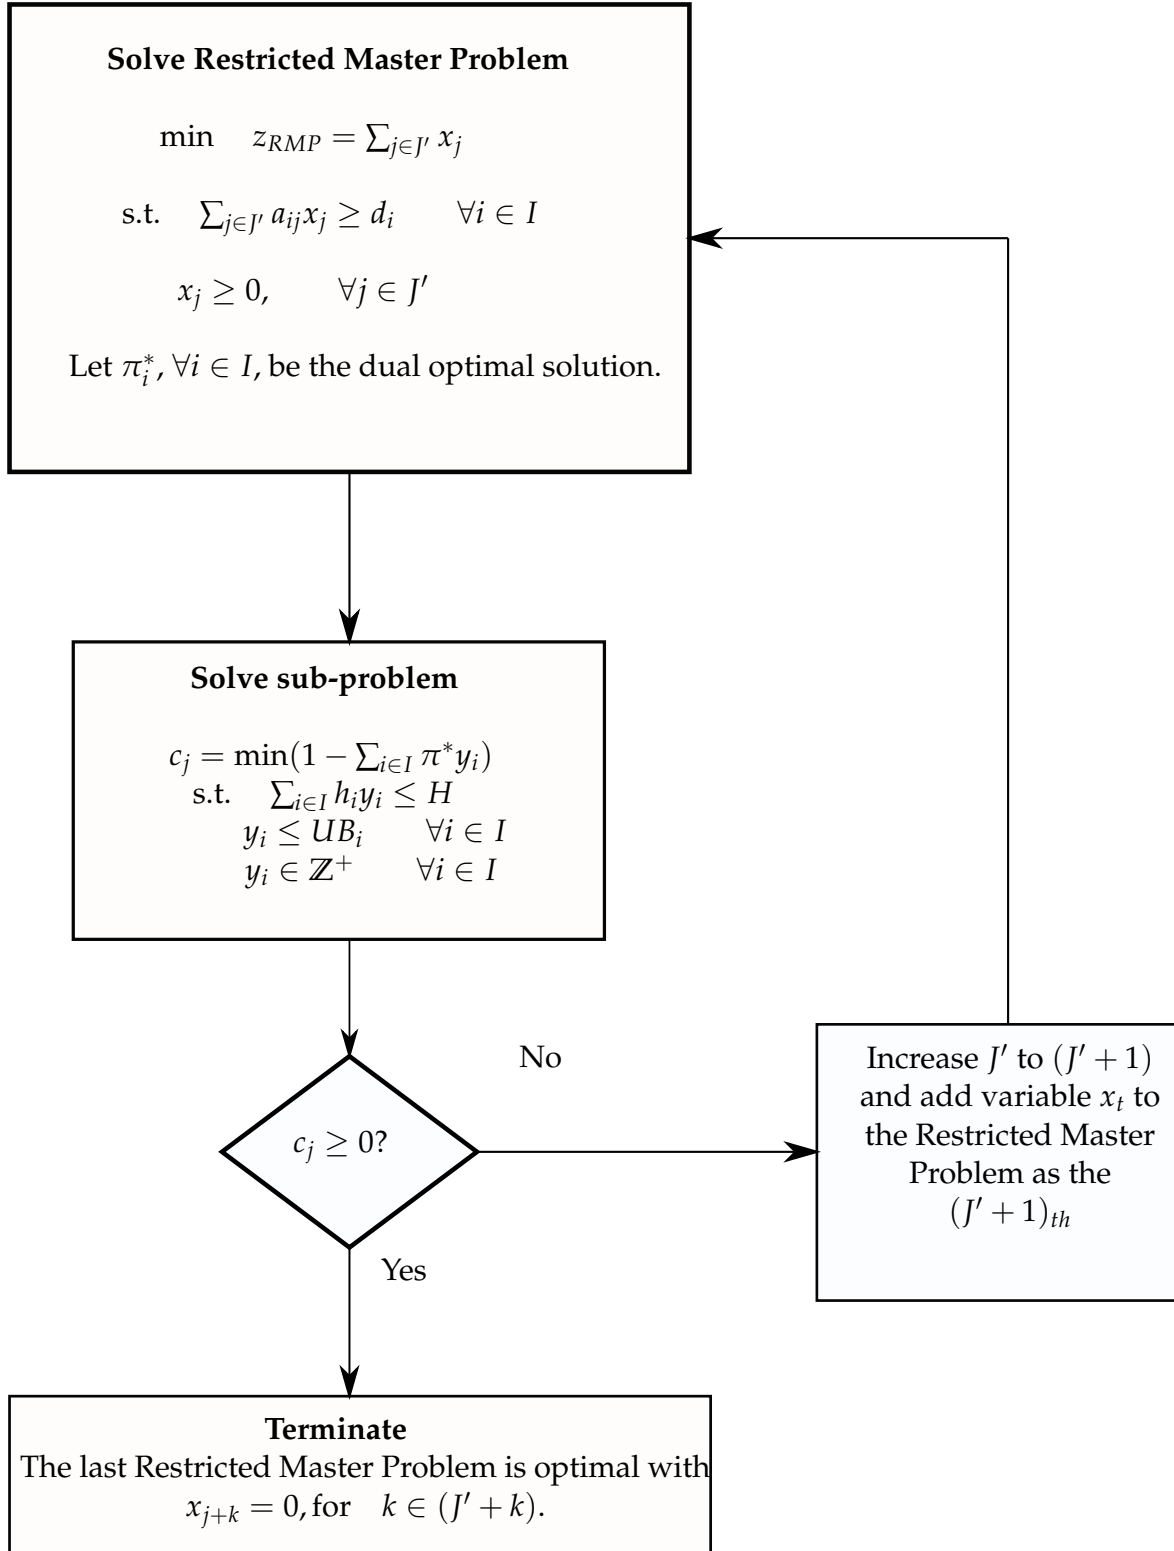 Solve Restricted Master Problem
min z_{RMP} = ∑_{j∈J′} x_j
s.t. ∑_{j∈J′} a_{ij}x_j ≥ d_i ∀i ∈ I
x_j ≥ 0, ∀j ∈ J′
Let π_i^*, ∀i ∈ I, be the dual optimal solution.
Solve sub-problem
c_j = min(1 − ∑_{i∈I} π^*y_i)
s.t. ∑_{i∈I} h_iy_i ≤ H
y_i ≤ UB_i ∀i ∈ I
y_i ∈ ℤ^+ ∀i ∈ I
No
c_j ≥ 0?
Yes
Increase J′ to (J′ + 1)
and add variable x_t to
the Restricted Master
Problem as the
(J′ + 1)_{th}
Terminate
The last Restricted Master Problem is optimal with
x_{j+k} = 0, for k ∈ (J′ + k).